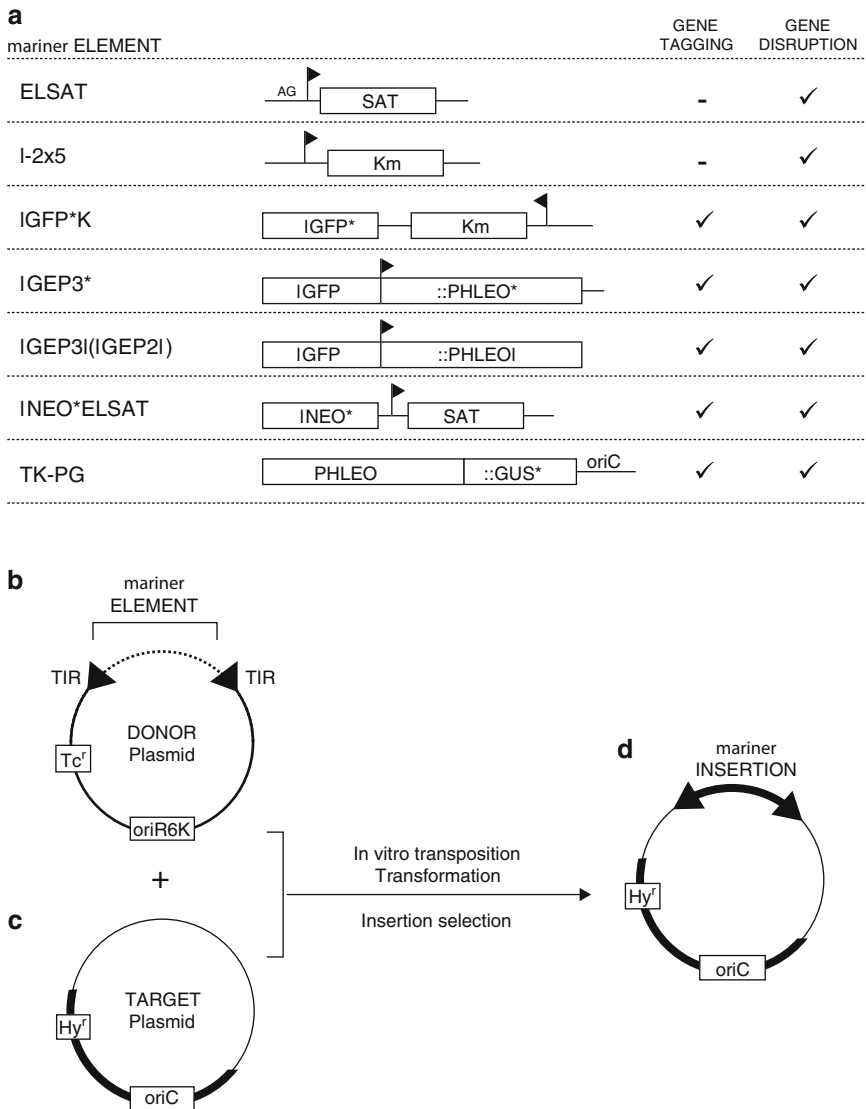 a
mariner ELEMENT
GENE TAGGING
GENE DISRUPTION
ELSAT
AG
SAT
-
✓
I-2x5
Km
-
✓
IGFP*K
IGFP*
Km
✓
✓
IGEP3*
IGFP
::PHLEO*
✓
✓
IGEP3I(IGEP2I)
IGFP
::PHLEOI
✓
✓
INEO*ELSAT
INEO*
SAT
✓
✓
TK-PG
PHLEO
::GUS*
oriC
✓
✓
b
mariner
ELEMENT
TIR
TIR
DONOR
Plasmid
Tcʳ
oriR6K
+
c
TARGET
Plasmid
Hyʳ
oriC
In vitro transposition
Transformation
Insertion selection
d
mariner
INSERTION
Hyʳ
oriC